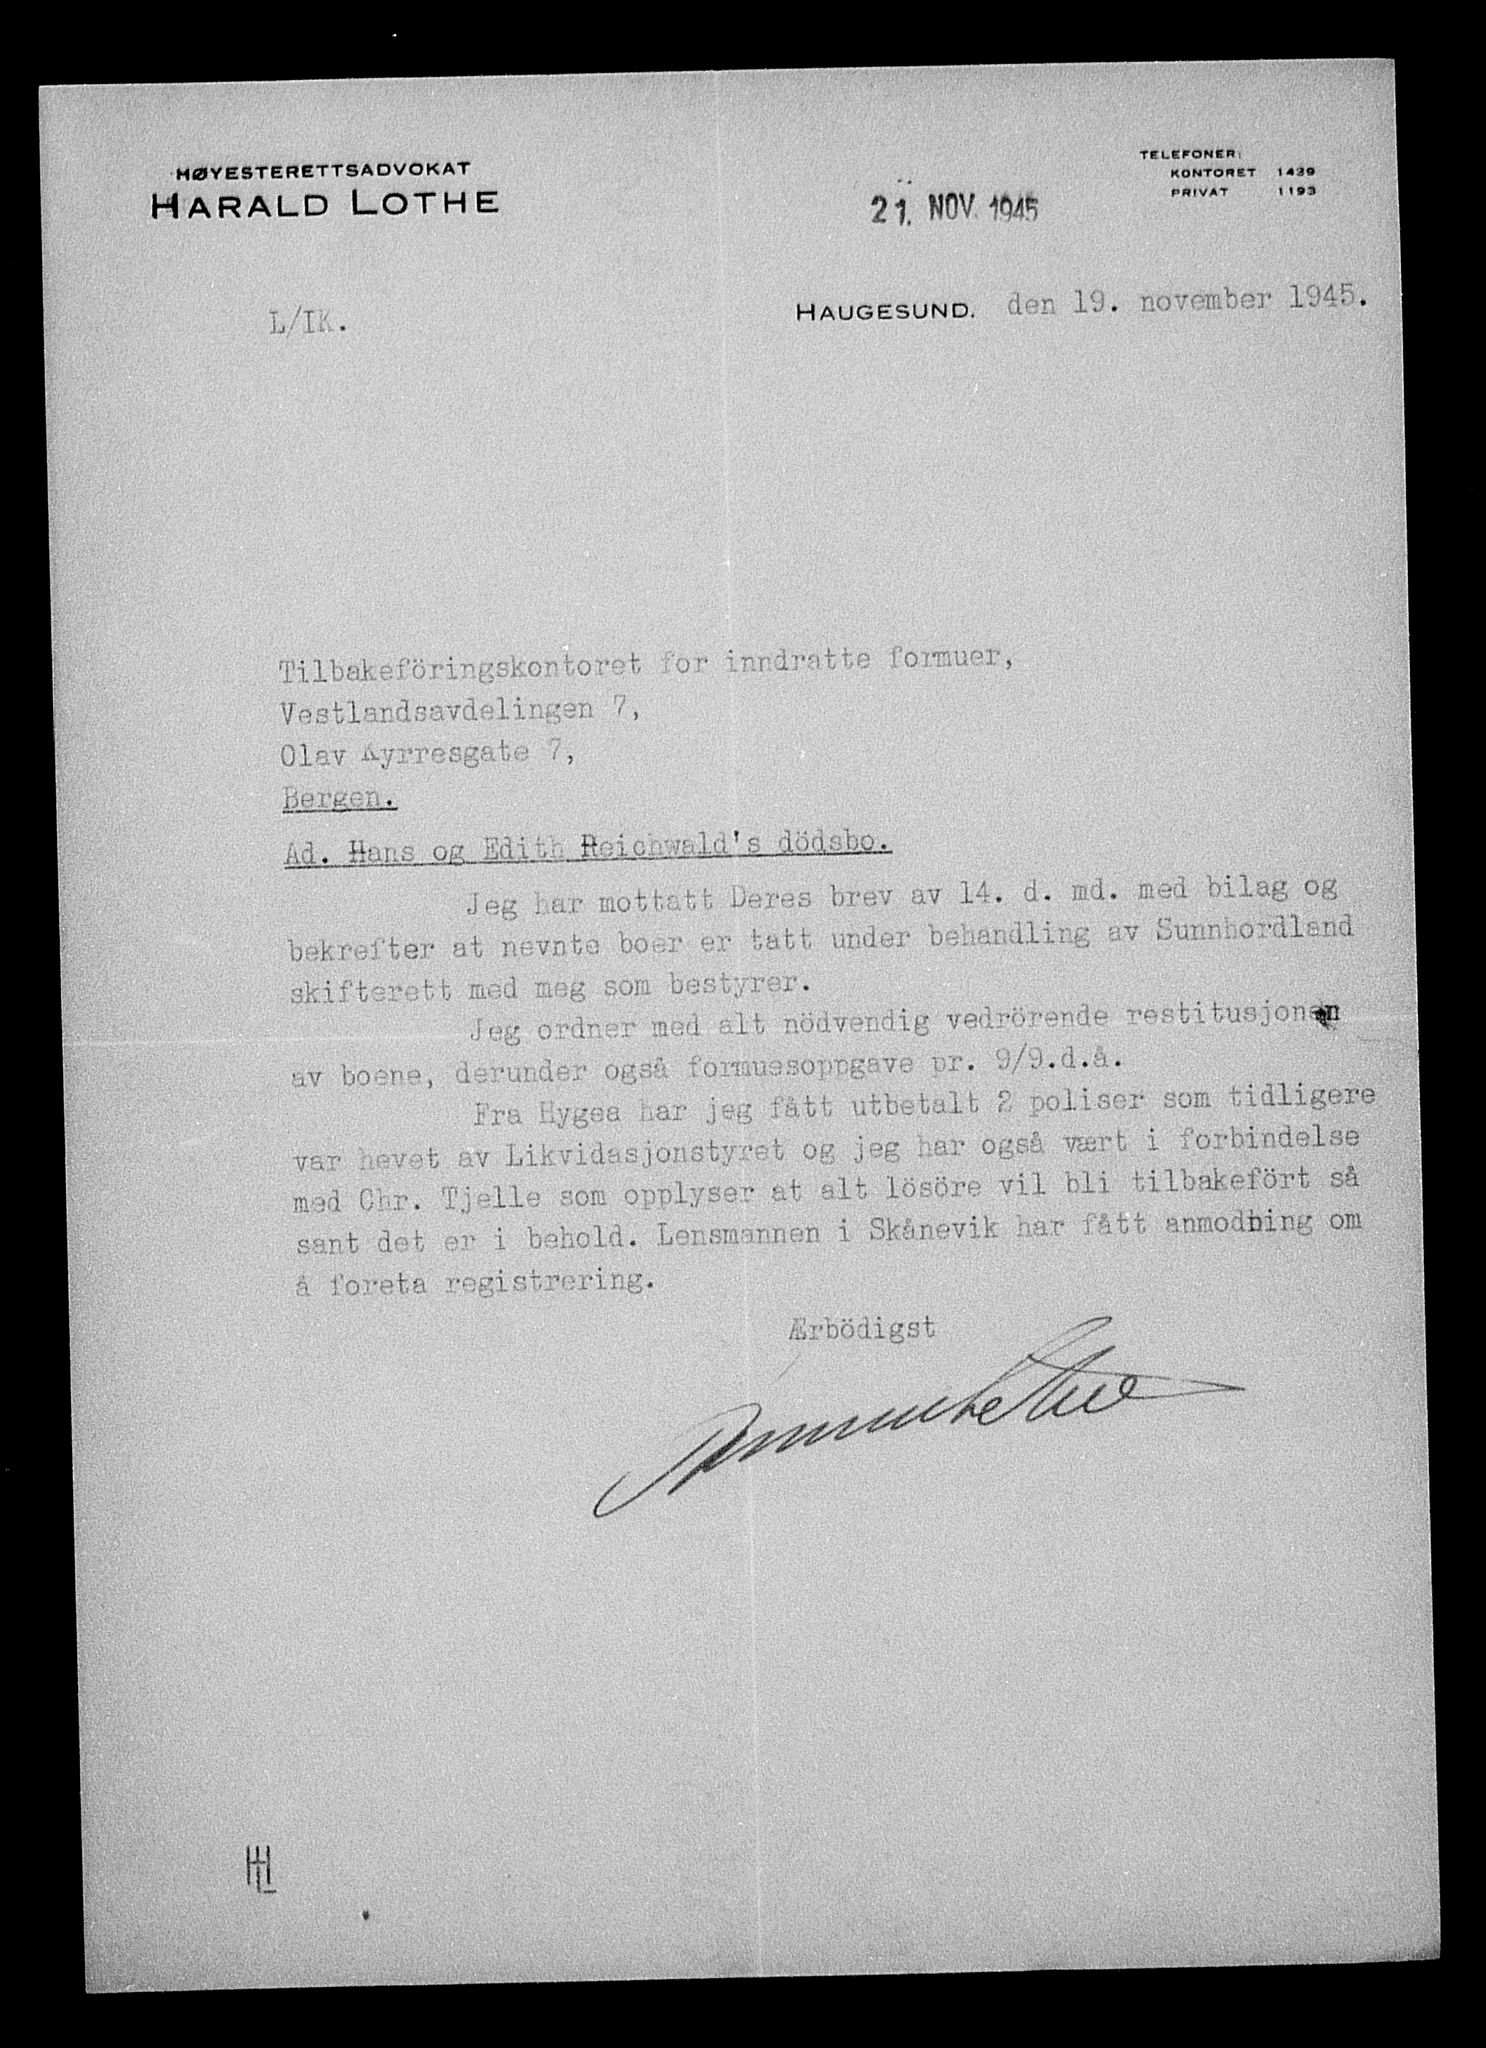 HØYESTERETTSADVOKAT
HARALD LOTHE
TELEFONER:
KONTORET 1439
PRIVAT 1193
21. NOV. 1945
L/IK.
HAUGESUND. den 19. november 1945.
Tilbakeföringskontoret for inndratte formuer,
Vestlandsavdelingen 7,
Olav Kyrresgate 7,
Bergen.
Ad. Hans og Edith Reichwald's dödsbo.
Jeg har mottatt Deres brev av 14. d. md. med bilag og
bekrefter at nevnte boer er tatt under behandling av Sunnhordland
skifterett med meg som bestyrer.
Jeg ordner med alt nödvendig vedrörende restitusjonen
av boene, derunder også formuesoppgave pr. 9/9.d.å.
Fra Hygea har jeg fått utbetalt 2 poliser som tidligere
var hevet av Likvidasjonstyret og jeg har også vært i forbindelse
med Chr. Tjelle som opplyser at alt lösöre vil bli tilbakefört så
sant det er i behold. Lensmannen i Skånevik har fått anmodning om
å foreta registrering.
Ærbödigst
HL